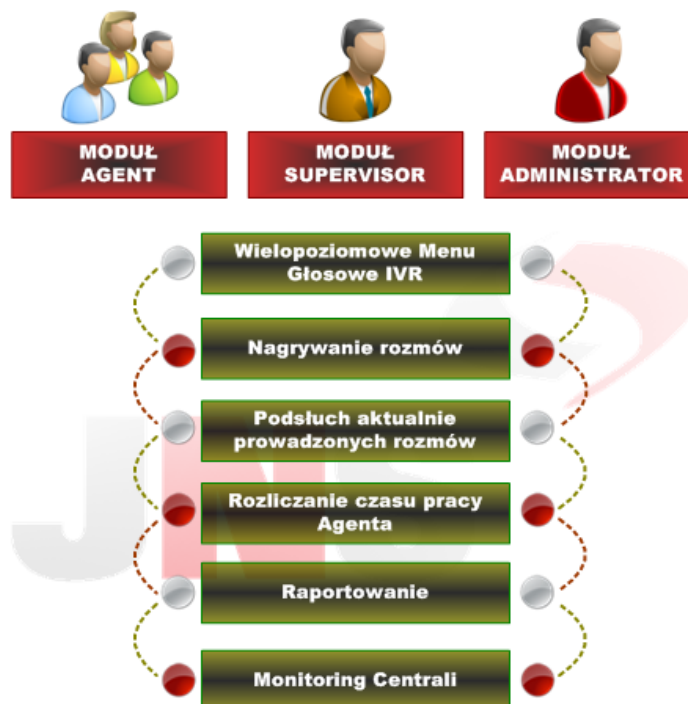 MODUŁ
AGENT
MODUŁ
SUPERVISOR
MODUŁ
ADMINISTRATOR
Wielopoziomowe Menu
Głosowe IVR
Nagrywanie rozmów
Podsłuch aktualnie
prowadzonych rozmów
Rozliczanie czasu pracy
Agenta
Raportowanie
Monitoring Centrali
JNS